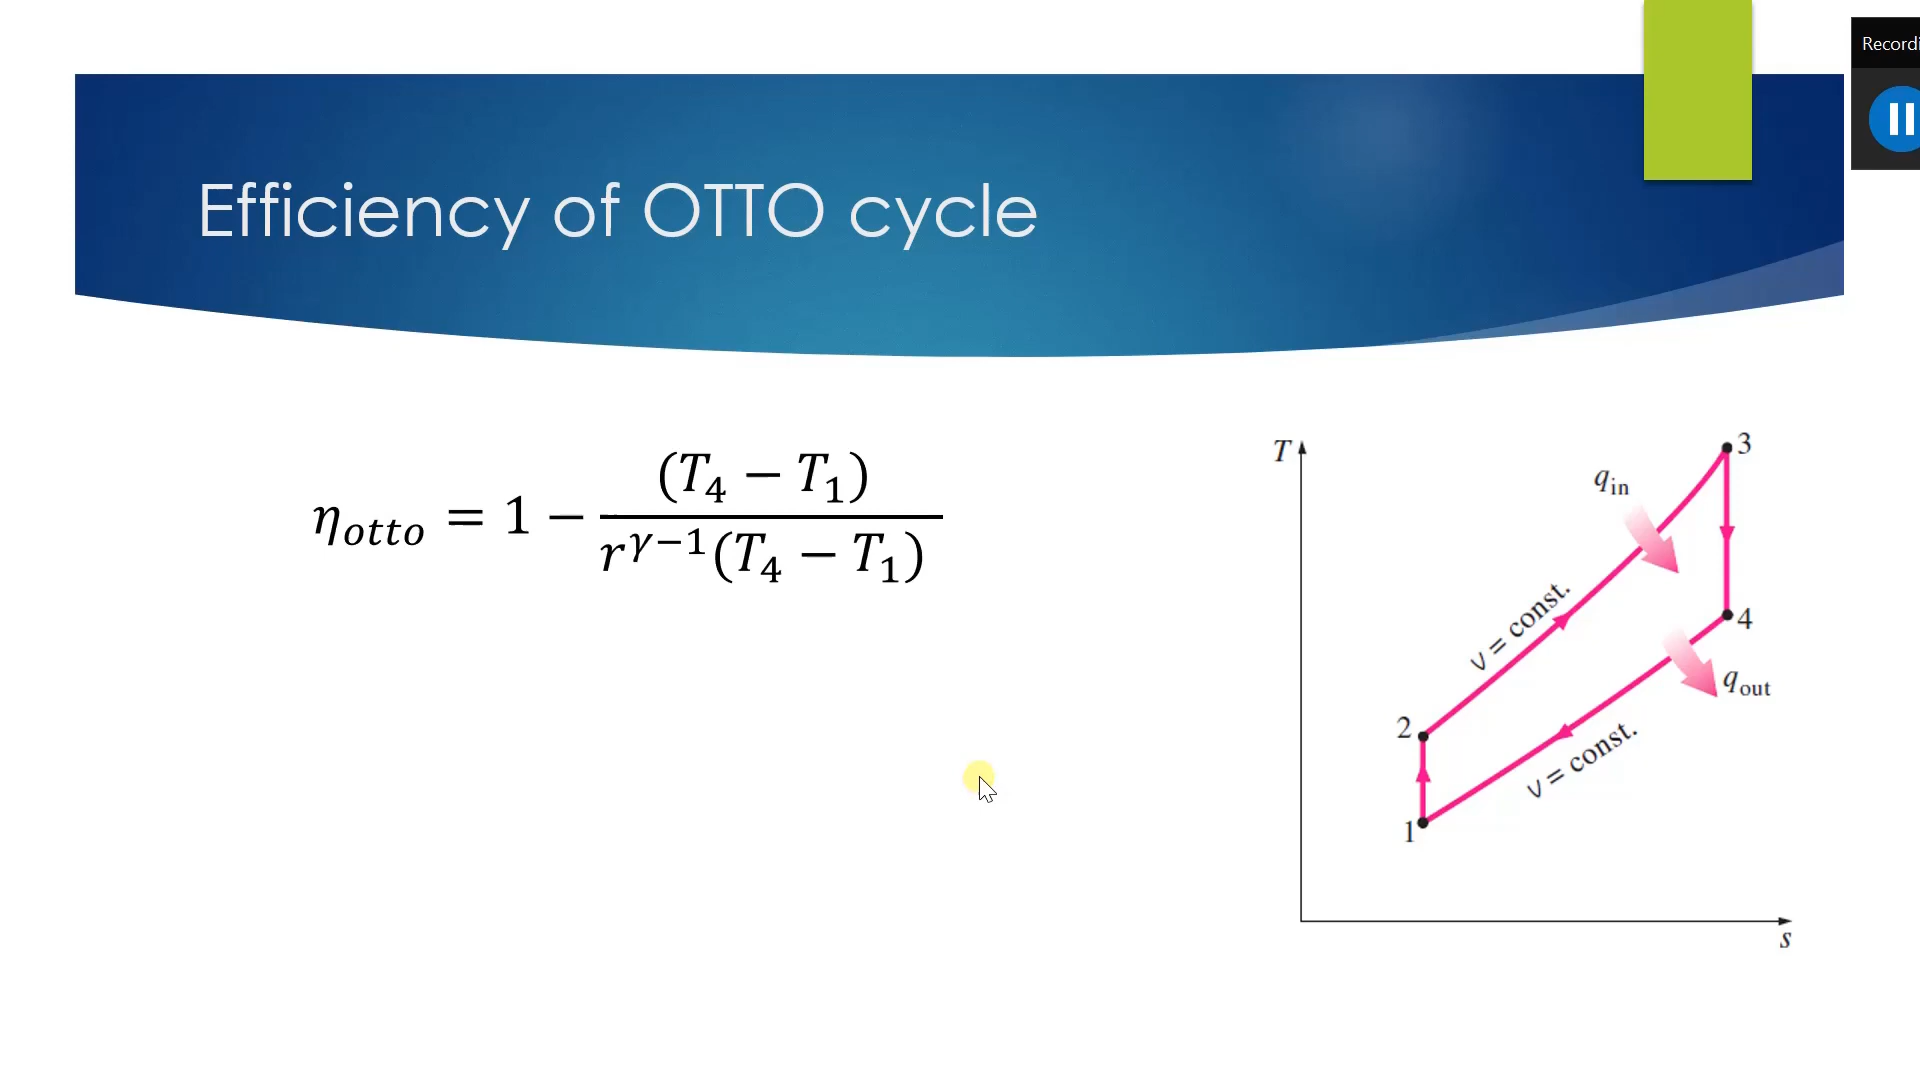 Recordi
Efficiency of OTTO cycle
η_otto = 1 − (T₄ − T₁) / r^(γ−1)(T₄ − T₁)
T
3
q_in
v = const.
4
q_out
2
v = const.
1
s